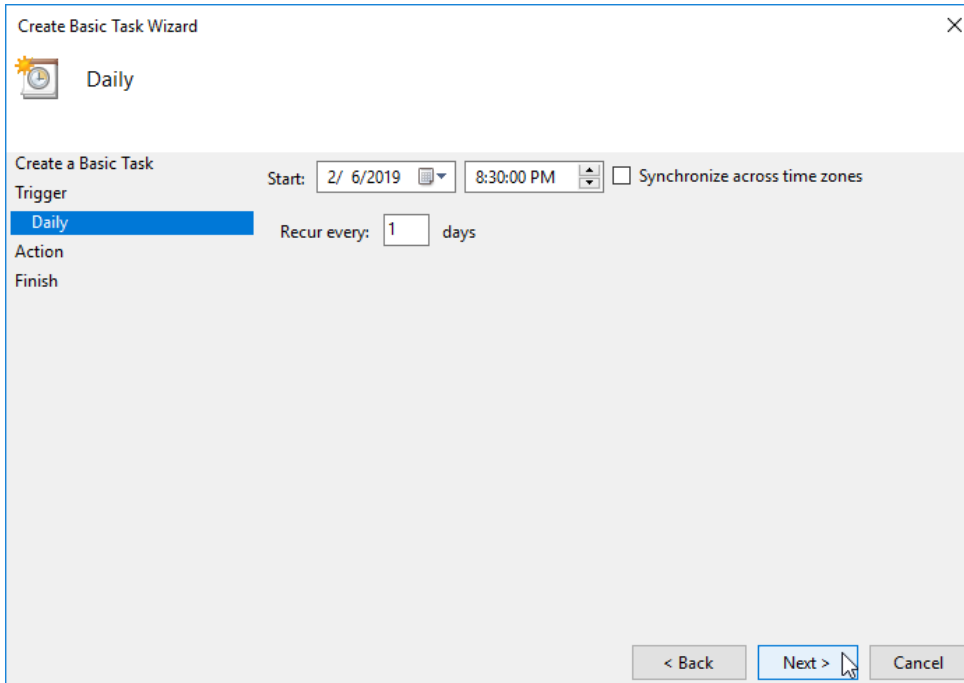 Create Basic Task Wizard
Daily
Create a Basic Task
Trigger
Daily
Action
Finish
Start: 2/ 6/2019 8:30:00 PM Synchronize across time zones
Recur every: 1 days
< Back Next > Cancel